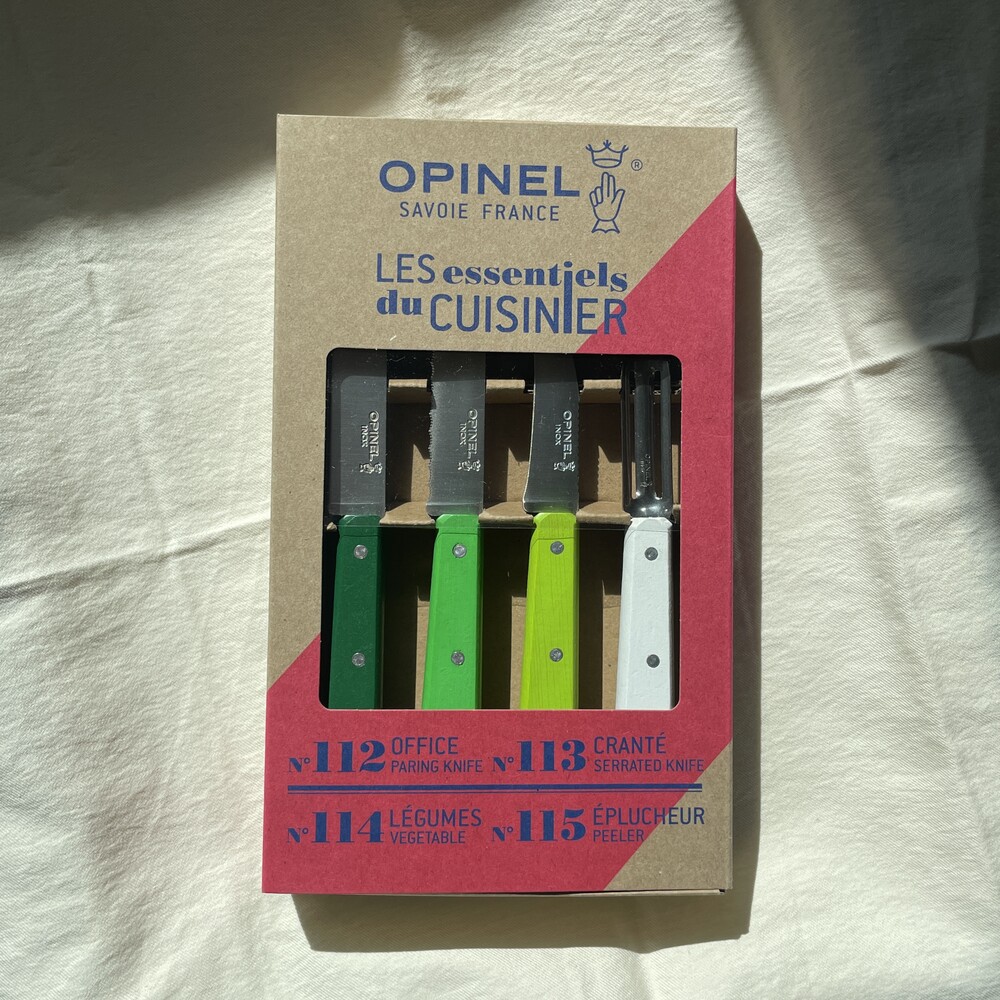 OPINEL ®
SAVOIE FRANCE
LES essentiels
du CUISINIER
OPINEL
INOX
OPINEL
INOX
OPINEL
INOX
OPINEL
N°112 OFFICE
PARING KNIFE
N°113 CRANTÉ
SERRATED KNIFE
N°114 LÉGUMES
VEGETABLE
N°115 ÉPLUCHEUR
PEELER